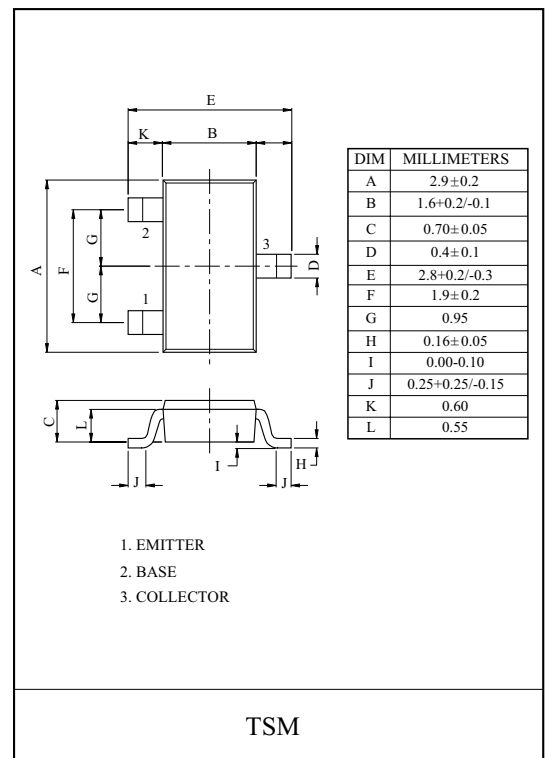 E
K B
DIM MILLIMETERS
A 2.9±0.2
B 1.6+0.2/-0.1
C 0.70±0.05
D 0.4±0.1
E 2.8+0.2/-0.3
F 1.9±0.2
G 0.95
H 0.16±0.05
I 0.00-0.10
J 0.25+0.25/-0.15
K 0.60
L 0.55
2
3
G
A
F
D
G
1
C
L
I
H
J
J
1. EMITTER
2. BASE
3. COLLECTOR
TSM